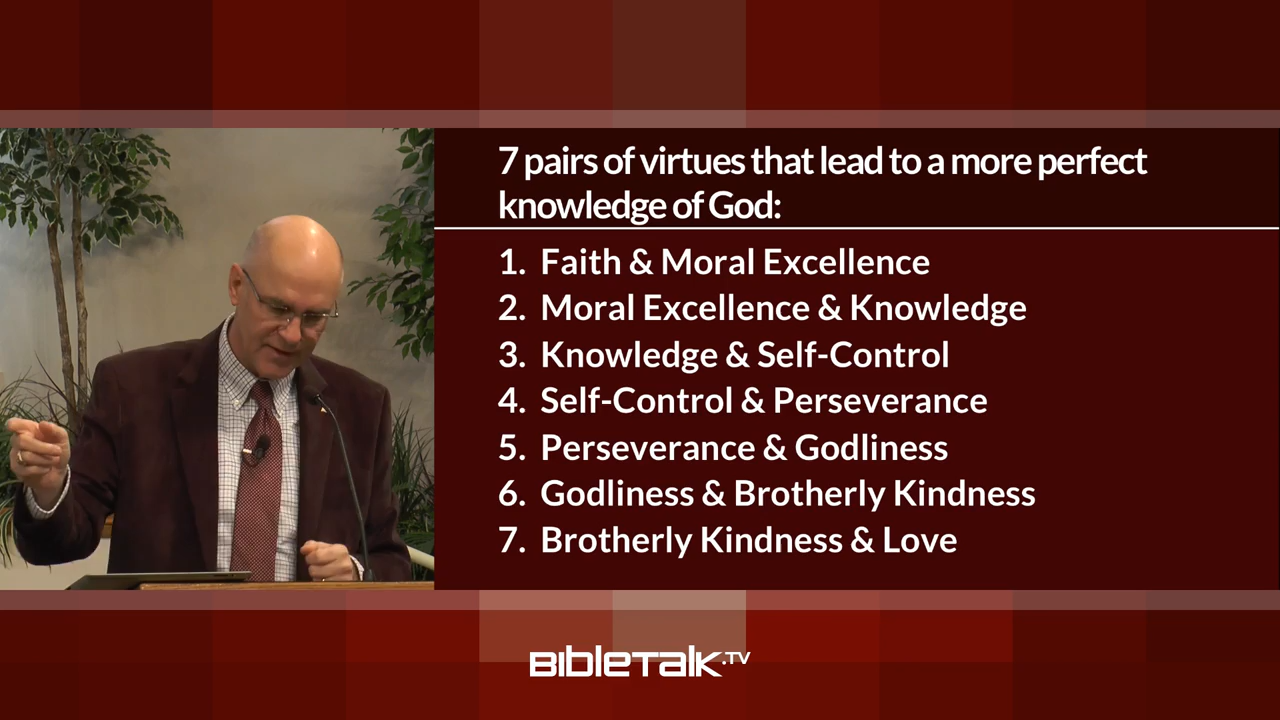 7 pairs of virtues that lead to a more perfect
knowledge of God:
1. Faith & Moral Excellence
2. Moral Excellence & Knowledge
3. Knowledge & Self-Control
4. Self-Control & Perseverance
5. Perseverance & Godliness
6. Godliness & Brotherly Kindness
7. Brotherly Kindness & Love
BibleTalk.TV